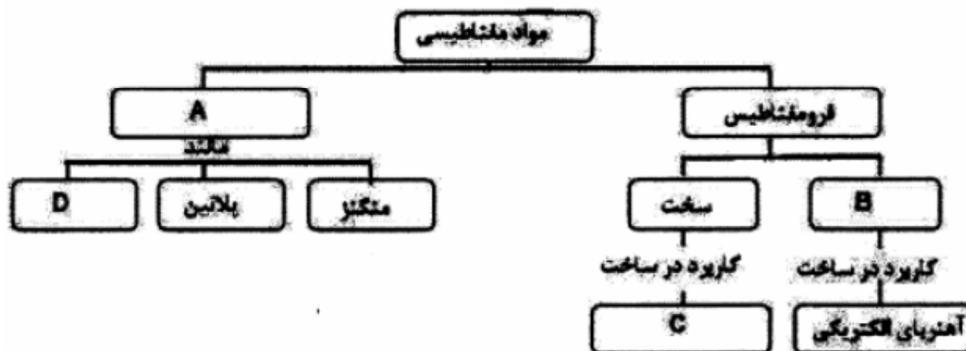 مواد مغناطیسی
A
فرومغناطیس
مانند
D
پلاتین
منگنز
سخت
B
کاربرد در ساخت
کاربرد در ساخت
C
آهنربای الکتریکی